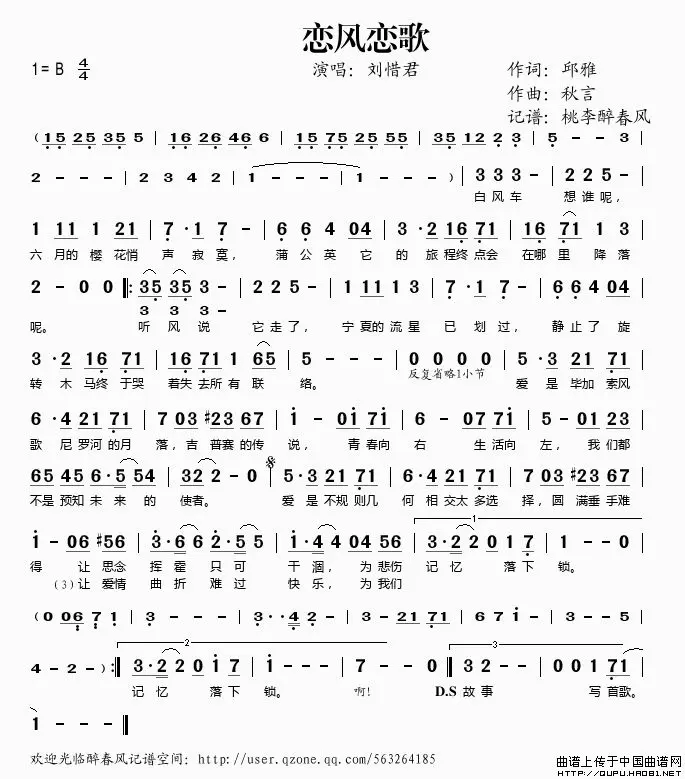 恋风恋歌
1=B 4/4 演唱：刘惜君 作词：邱雅
作曲：秋言
记谱：桃李醉春风
( 15 25 35 5 | 16 26 46 6 | 15 75 25 55 | 35 12 2 3 | 5 - - 3 |
2 - - - | 2 3 4 2 | 1 - - - | 1 - - - ) | 3 3 3 - | 2 2 5 - |
白风车 想谁呢，
1 11 1 21 | 7 · 1 7 - | 6 6 4 04 | 3 · 2 16 71 | 16 71 1 3 |
六月的樱花悄 声寂寞， 蒲公英它的旅程终点会 在哪里降落
2 - 0 0 |: 35 35 3 - | 2 2 5 - | 1 11 1 3 | 7 · 1 7 - | 6 6 4 04 |
3 3 3 -
呢。 听风说 它走了， 宁夏的流星 已划过， 静止了旋
3 · 2 16 71 | 16 71 1 65 | 5 - - - | 0 0 0 0 | 5 · 3 21 71 |
转木马终于哭 着失去所有联 络。 反复省略1小节 爱是毕加索风
6 · 4 21 71 | 7 03 #23 67 | i - 0i 7i | 6 - 07 7i | 5 - 01 23 |
歌尼罗河的月 落，吉普赛的传 说， 青春向右 生活向左， 我们都
65 45 6·5 54 | 32 2 - 0 | 5 · 3 21 71 | 6 · 4 21 71 | 7 03 #23 67 |
不是预知未来的 使者。 爱是不规则几 何相交太多选 择，圆满垂手难
i - 06 #56 | 3·6 6 2·5 5 | i·4 4 04 56 | 1 3·2 2 0 1 7 | 1 - - 0 |
得 让思念 挥霍只可 干涸， 为悲伤 记忆 落下 锁。
(3)让爱情 曲折难过 快乐，为我们
( 0 06 7 1 | 3 - - - | 3·4 2 - - | 3 - 21 71 | 6 7 i - | 3 - - 3 |
4 - 2 - ) :| 2 3·2 2 0 i 7 | 1 - - - | 7 - - 0 | 3 3 2 - - | 0 0 0 71 |
记忆 落下 锁。 啊！ D.S 故事 写首歌。
1 - - - ||
欢迎光临醉春风记谱空间：http://user.qzone.qq.com/563264185
曲谱上传于中国曲谱网
http://QUPU.HAO81.NET